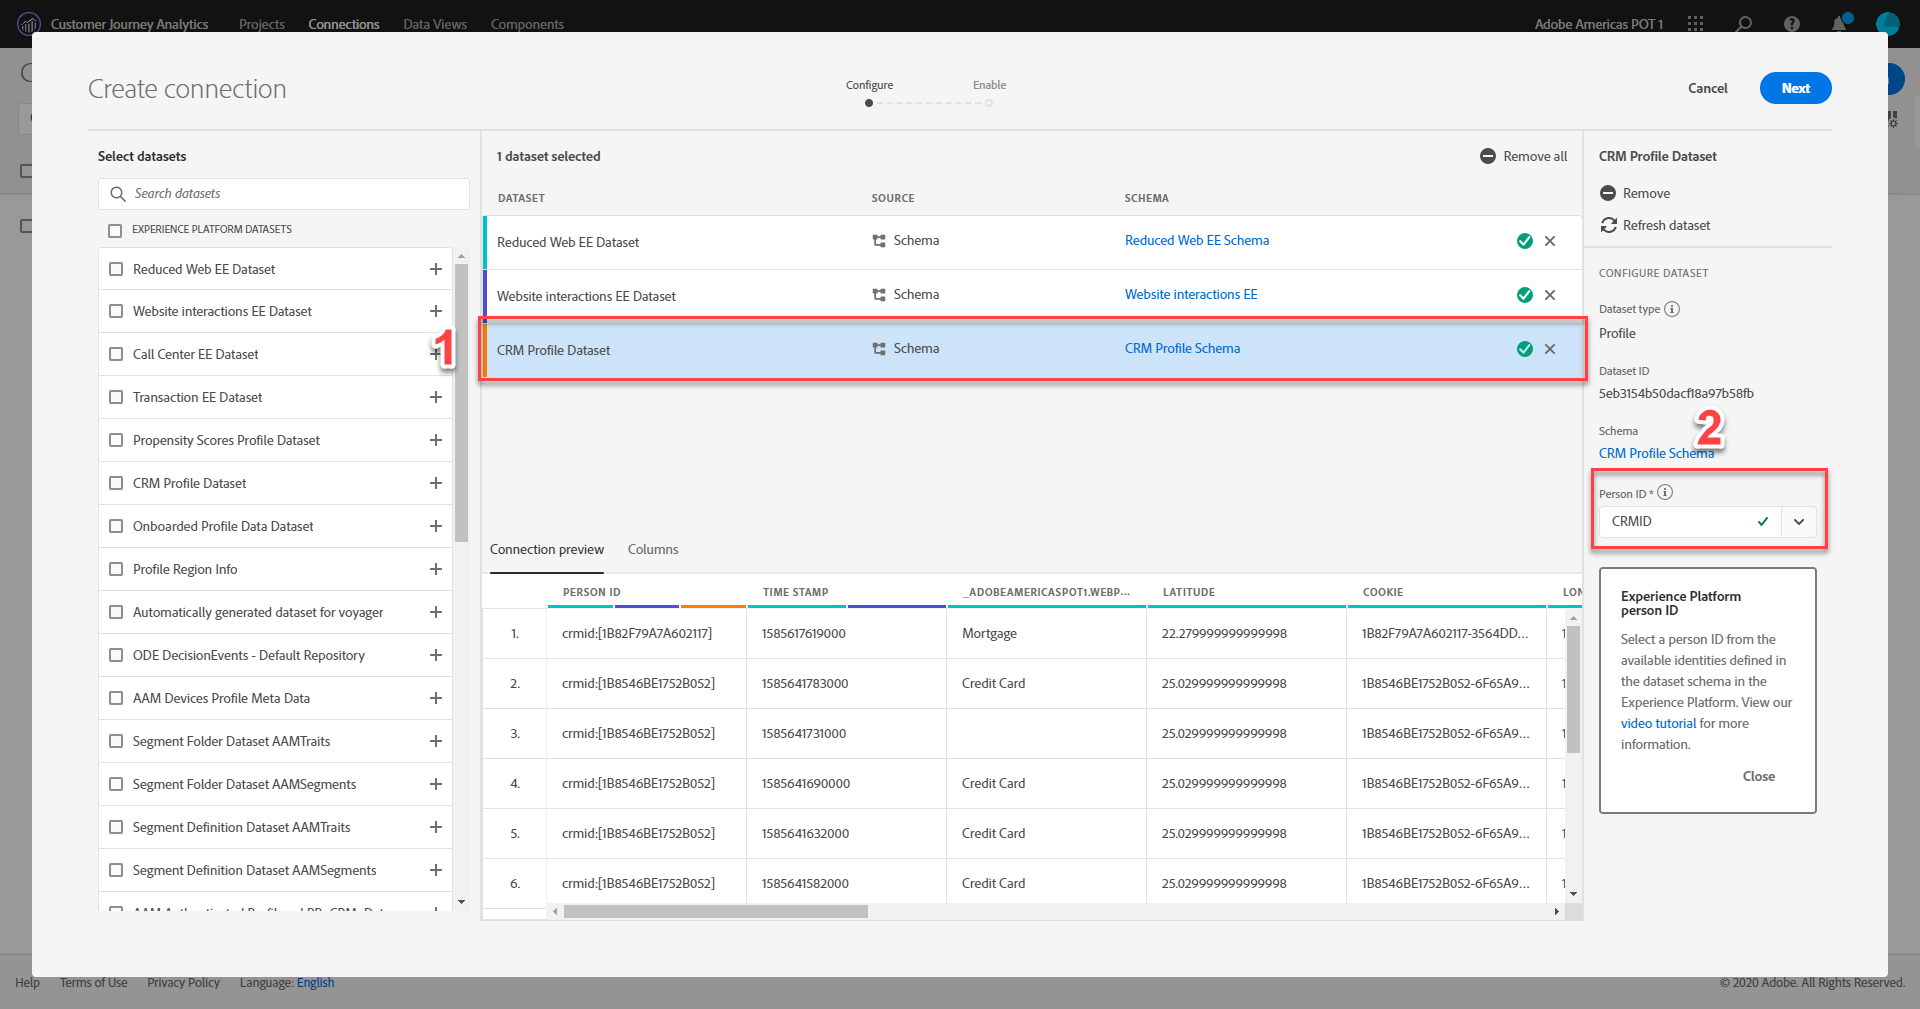 Customer Journey Analytics
Projects
Connections
Data Views
Components
Adobe Americas POT 1
Create connection
Configure
Enable
Cancel
Next
Select datasets
Search datasets
EXPERIENCE PLATFORM DATASETS
Reduced Web EE Dataset
Website interactions EE Dataset
Call Center EE Dataset
1
Transaction EE Dataset
Propensity Scores Profile Dataset
CRM Profile Dataset
Onboarded Profile Data Dataset
Profile Region Info
Automatically generated dataset for voyager
ODE DecisionEvents - Default Repository
AAM Devices Profile Meta Data
Segment Folder Dataset AAMTraits
Segment Folder Dataset AAMSegments
Segment Definition Dataset AAMTraits
Segment Definition Dataset AAMSegments
1 dataset selected
Remove all
DATASET SOURCE SCHEMA
Reduced Web EE Dataset Schema Reduced Web EE Schema
Website interactions EE Dataset Schema Website interactions EE
CRM Profile Dataset Schema CRM Profile Schema
Connection preview
Columns
PERSON ID TIME STAMP _ADOBEAMERICASPOT1.WEBP... LATITUDE COOKIE LON
1. crmid:[1B82F79A7A602117] 1585617619000 Mortgage 22.279999999999998 1B82F79A7A602117-3564DD... 1
2. crmid:[1B8546BE1752B052] 1585641783000 Credit Card 25.029999999999998 1B8546BE1752B052-6F65A9... 1
3. crmid:[1B8546BE1752B052] 1585641731000 25.029999999999998 1B8546BE1752B052-6F65A9... 1
4. crmid:[1B8546BE1752B052] 1585641690000 Credit Card 25.029999999999998 1B8546BE1752B052-6F65A9... 1
5. crmid:[1B8546BE1752B052] 1585641632000 Credit Card 25.029999999999998 1B8546BE1752B052-6F65A9... 1
6. crmid:[1B8546BE1752B052] 1585641582000 Credit Card 25.029999999999998 1B8546BE1752B052-6F65A9... 1
CRM Profile Dataset
Remove
Refresh dataset
CONFIGURE DATASET
Dataset type
Profile
Dataset ID
5eb3154b50dacf18a97b58fb
Schema
2
CRM Profile Schema
Person ID *
CRMID
Experience Platform
person ID
Select a person ID from the
available identities defined in
the dataset schema in the
Experience Platform. View our
video tutorial for more
information.
Close
Help
Terms of Use
Privacy Policy
Language: English
© 2020 Adobe. All Rights Reserved.